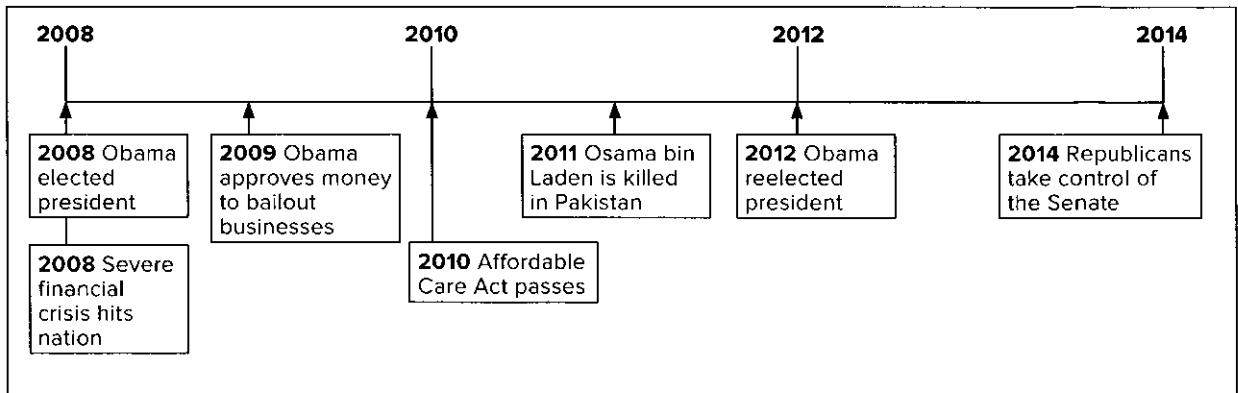 2008 2010 2012 2014
2008 Obama
elected
president
2008 Severe
financial
crisis hits
nation
2009 Obama
approves money
to bailout
businesses
2010 Affordable
Care Act passes
2011 Osama bin
Laden is killed
in Pakistan
2012 Obama
reelected
president
2014 Republicans
take control of
the Senate